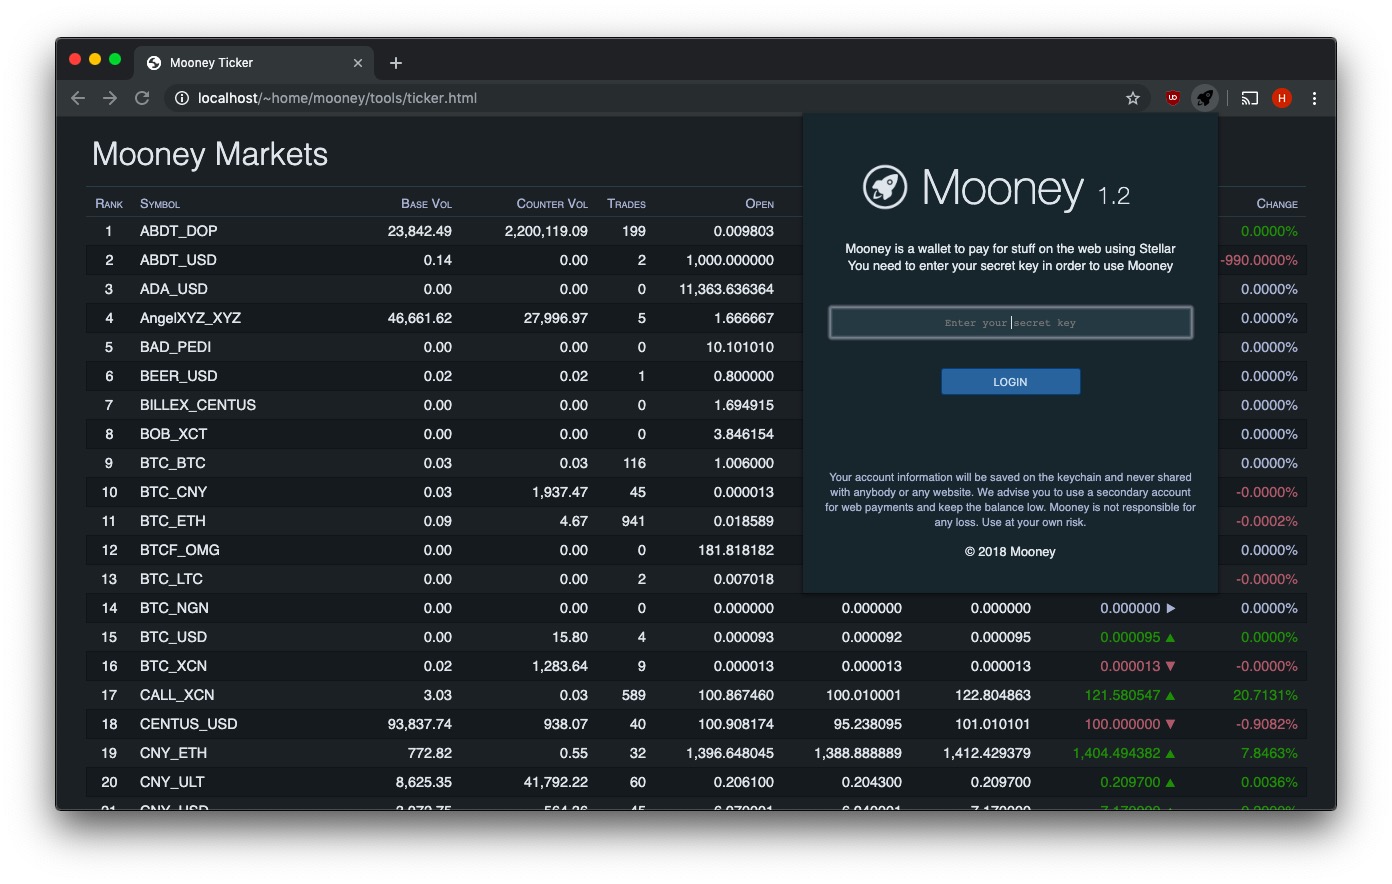 Mooney Ticker
localhost/~home/mooney/tools/ticker.html
UD
H
Mooney Markets
Rank Symbol Base Vol Counter Vol Trades Open Change
1 ABDT_DOP 23,842.49 2,200,119.09 199 0.009803 0.0000%
2 ABDT_USD 0.14 0.00 2 1,000.000000 -990.0000%
3 ADA_USD 0.00 0.00 0 11,363.636364 0.0000%
4 AngelXYZ_XYZ 46,661.62 27,996.97 5 1.666667 0.0000%
5 BAD_PEDI 0.00 0.00 0 10.101010 0.0000%
6 BEER_USD 0.02 0.02 1 0.800000 0.0000%
7 BILLEX_CENTUS 0.00 0.00 0 1.694915 0.0000%
8 BOB_XCT 0.00 0.00 0 3.846154 0.0000%
9 BTC_BTC 0.03 0.03 116 1.006000 0.0000%
10 BTC_CNY 0.03 1,937.47 45 0.000013 -0.0000%
11 BTC_ETH 0.09 4.67 941 0.018589 -0.0002%
12 BTCF_OMG 0.00 0.00 0 181.818182 0.0000%
13 BTC_LTC 0.00 0.00 2 0.007018 -0.0000%
14 BTC_NGN 0.00 0.00 0 0.000000 0.000000 0.000000 0.000000 ▶ 0.0000%
15 BTC_USD 0.00 15.80 4 0.000093 0.000092 0.000095 0.000095 ▲ 0.0000%
16 BTC_XCN 0.02 1,283.64 9 0.000013 0.000013 0.000013 0.000013 ▼ -0.0000%
17 CALL_XCN 3.03 0.03 589 100.867460 100.010001 122.804863 121.580547 ▲ 20.7131%
18 CENTUS_USD 93,837.74 938.07 40 100.908174 95.238095 101.010101 100.000000 ▼ -0.9082%
19 CNY_ETH 772.82 0.55 32 1,396.648045 1,388.888889 1,412.429379 1,404.494382 ▲ 7.8463%
20 CNY_ULT 8,625.35 41,792.22 60 0.206100 0.204300 0.209700 0.209700 ▲ 0.0036%
Mooney 1.2
Mooney is a wallet to pay for stuff on the web using Stellar
You need to enter your secret key in order to use Mooney
Enter your secret key
LOGIN
Your account information will be saved on the keychain and never shared
with anybody or any website. We advise you to use a secondary account
for web payments and keep the balance low. Mooney is not responsible for
any loss. Use at your own risk.
© 2018 Mooney